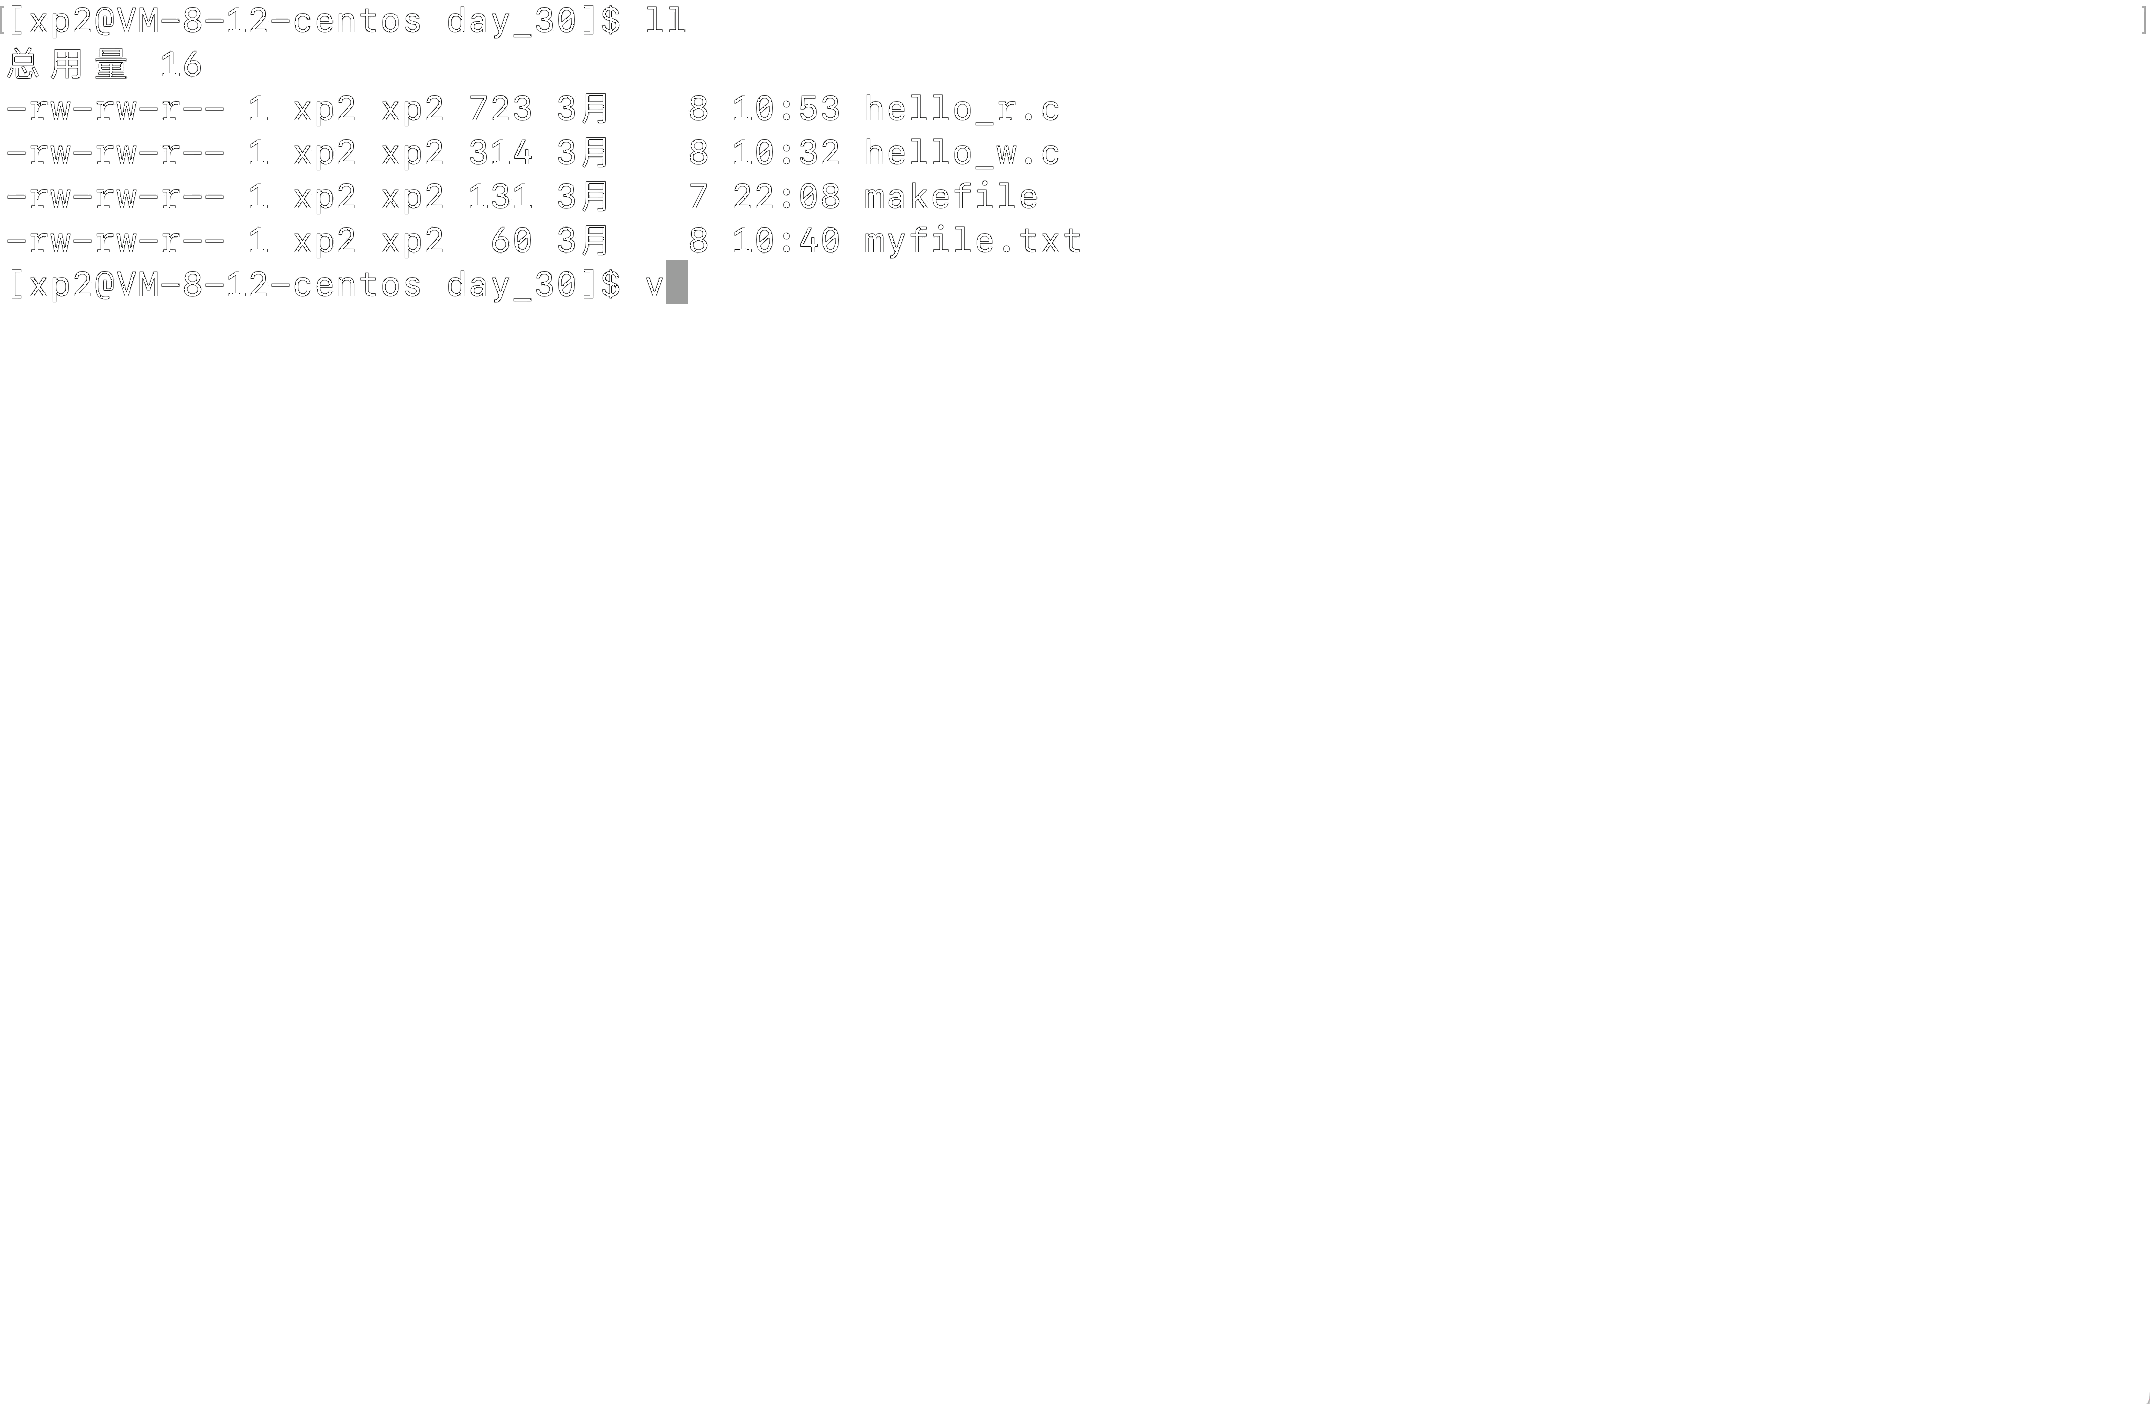 [[xp2@VM-8-12-centos day_30]$ ll ]
总用量 16
-rw-rw-r-- 1 xp2 xp2 723 3月   8 10:53 hello_r.c
-rw-rw-r-- 1 xp2 xp2 314 3月   8 10:32 hello_w.c
-rw-rw-r-- 1 xp2 xp2 131 3月   7 22:08 makefile
-rw-rw-r-- 1 xp2 xp2  60 3月   8 10:40 myfile.txt
[xp2@VM-8-12-centos day_30]$ v